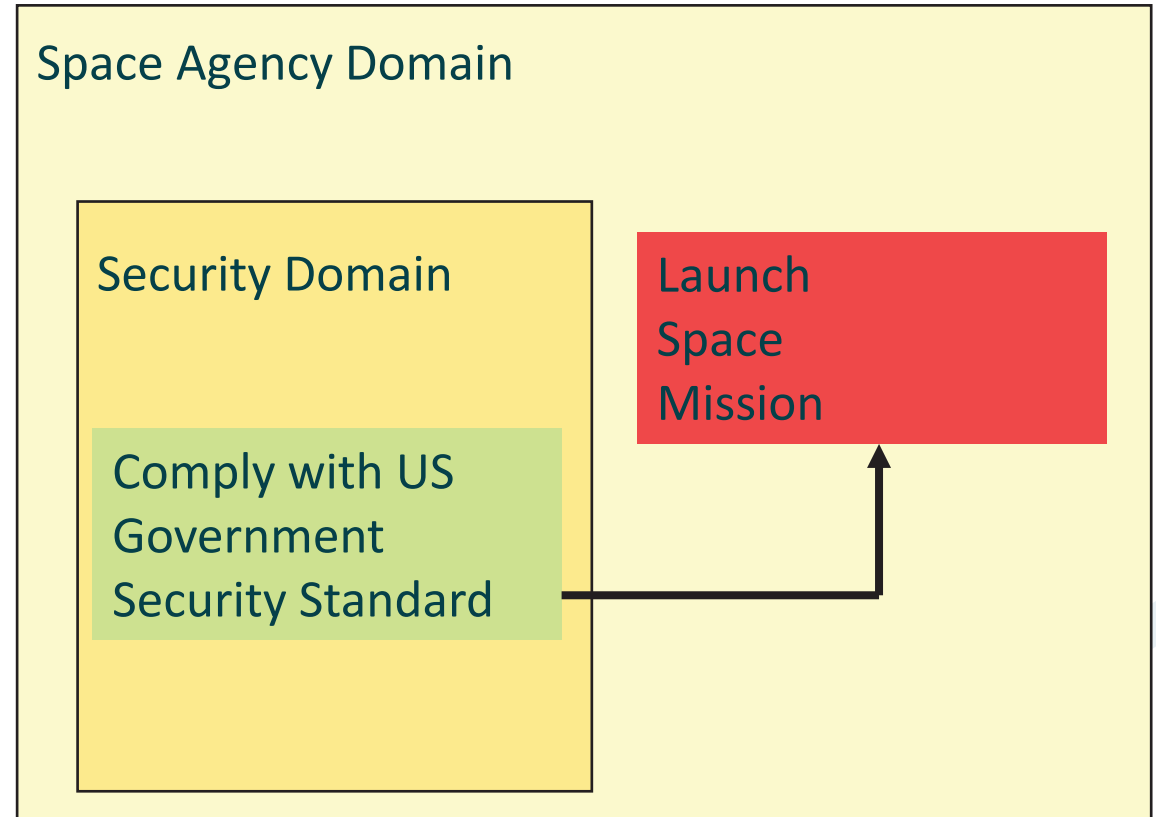 Space Agency Domain
Security Domain
Launch
Space
Mission
Comply with US
Government
Security Standard